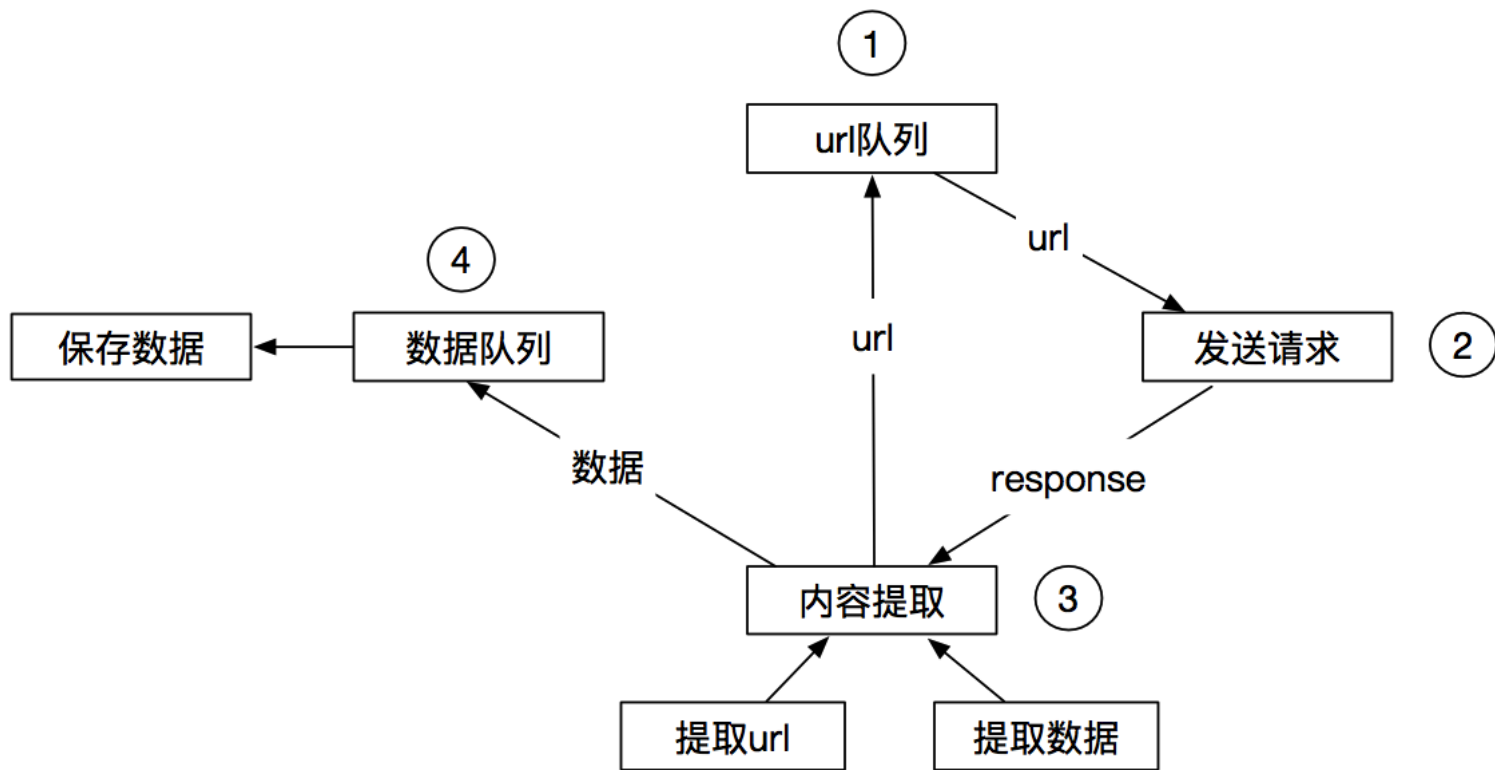 1
url队列
url
4
保存数据
数据队列
url
发送请求
2
数据
response
内容提取
3
提取url
提取数据